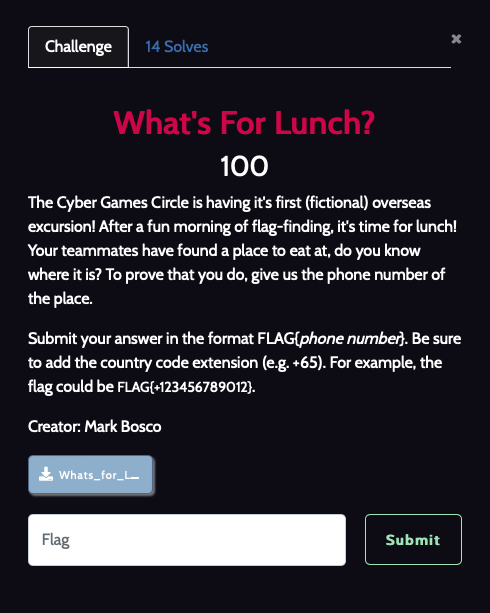 Challenge
14 Solves
×
What's For Lunch?
100
The Cyber Games Circle is having it's first (fictional) overseas
excursion! After a fun morning of flag-finding, it's time for lunch!
Your teammates have found a place to eat at, do you know
where it is? To prove that you do, give us the phone number of
the place.
Submit your answer in the format FLAG{phone number}. Be sure
to add the country code extension (e.g. +65). For example, the
flag could be FLAG{+123456789012}.
Creator: Mark Bosco
Whats_for_L...
Flag
Submit